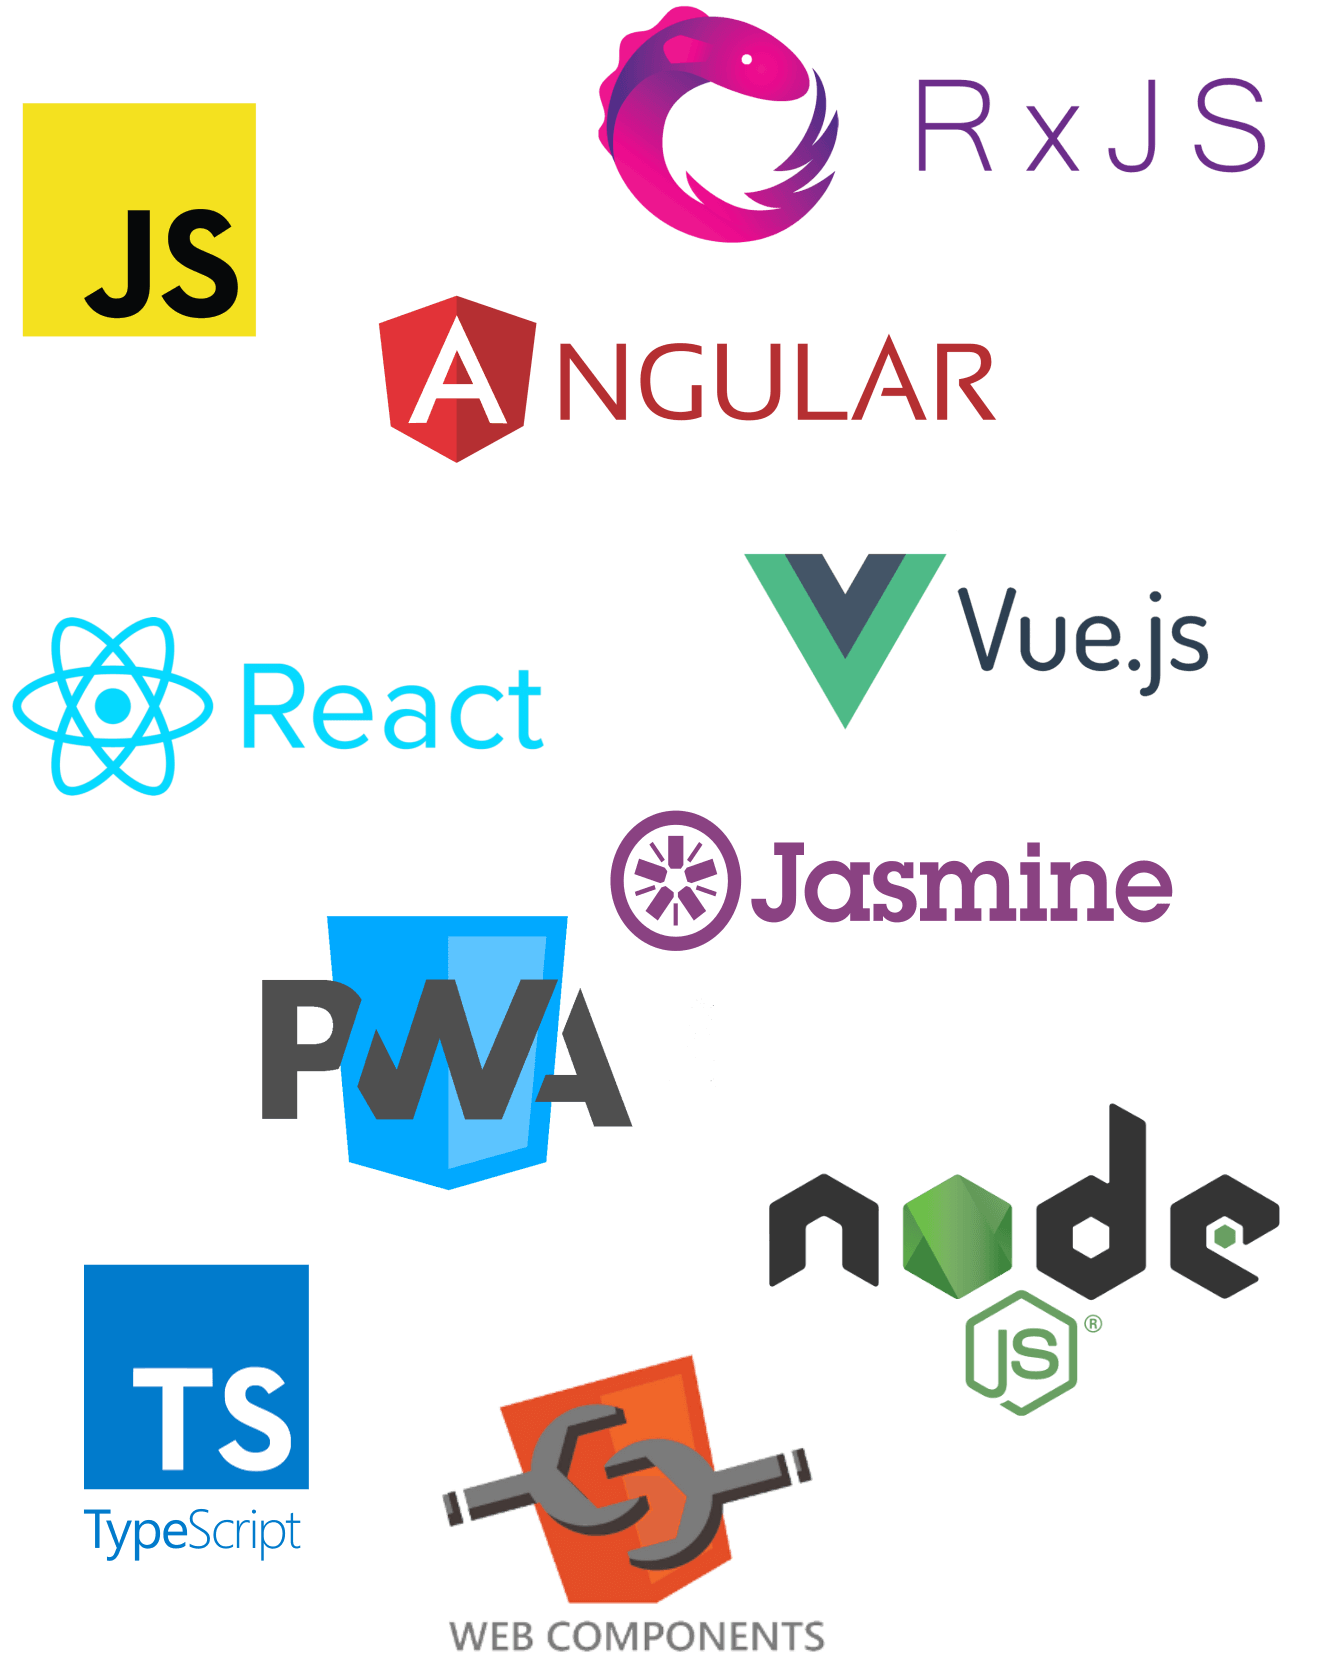 RxJS
JS
ANGULAR
Vue.js
React
Jasmine
PWA
node
JS®
TS
TypeScript
WEB COMPONENTS